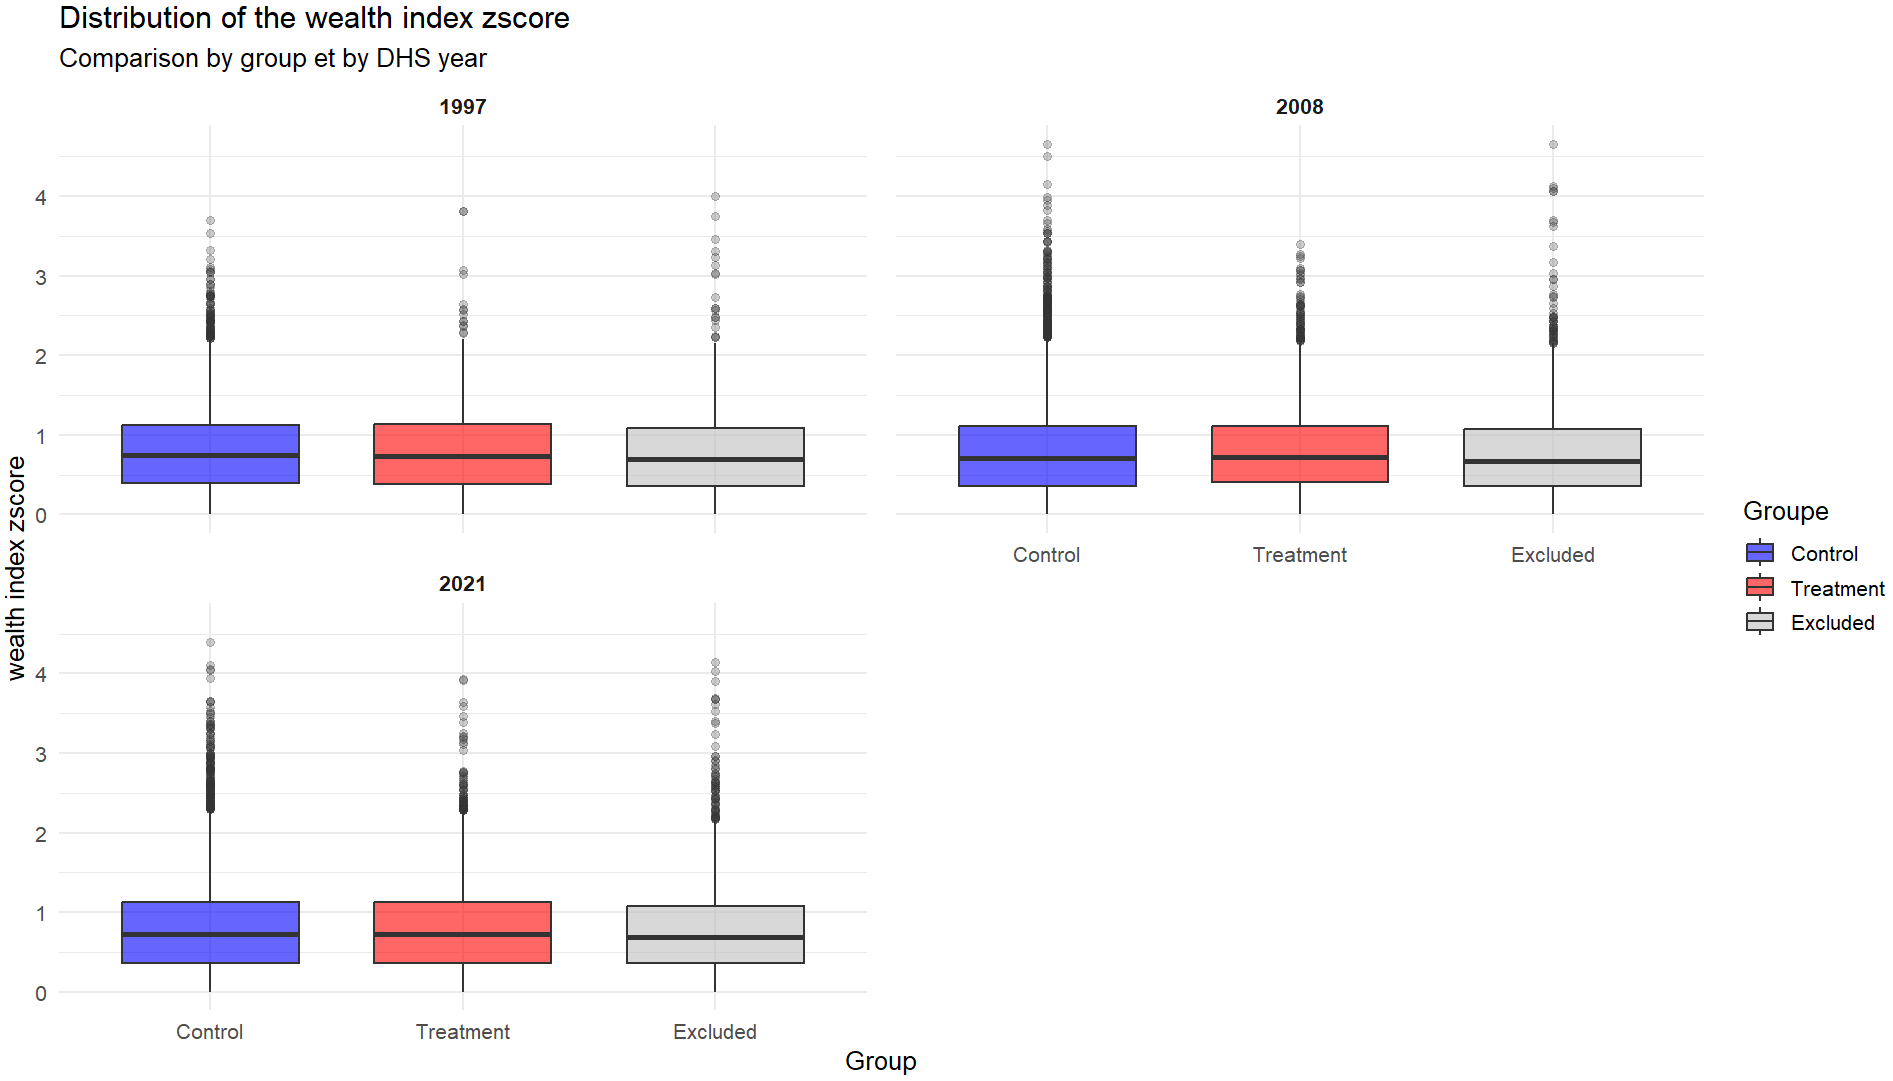 Distribution of the wealth index zscore
Comparison by group et by DHS year
1997
2008
4
3
2
1
0
Control
Treatment
Excluded
2021
4
3
2
1
0
Control
Treatment
Excluded
Group
wealth index zscore
Groupe
Control
Treatment
Excluded